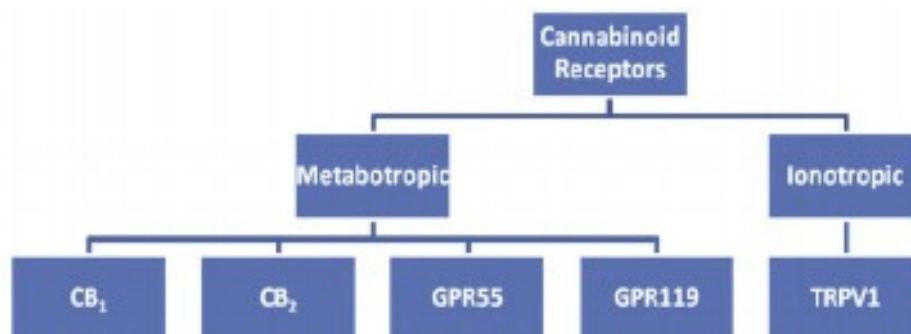 Cannabinoid
Receptors
Metabotropic
Ionotropic
CB₁
CB₂
GPR55
GPR119
TRPV1